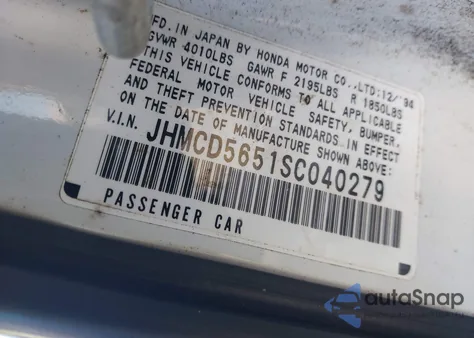 MFD. IN JAPAN BY HONDA MOTOR CO.,LTD:12/94
GVWR 4010LBS GAWR F 2195LBS R 1850LBS
THIS VEHICLE CONFORMS TO ALL APPLICABLE
FEDERAL MOTOR VEHICLE SAFETY, BUMPER,
AND THEFT PREVENTION STANDARDS IN EFFECT
ON THE DATE OF MANUFACTURE SHOWN ABOVE:
V.I.N. JHMCD5651SC040279
PASSENGER CAR
autoSnap